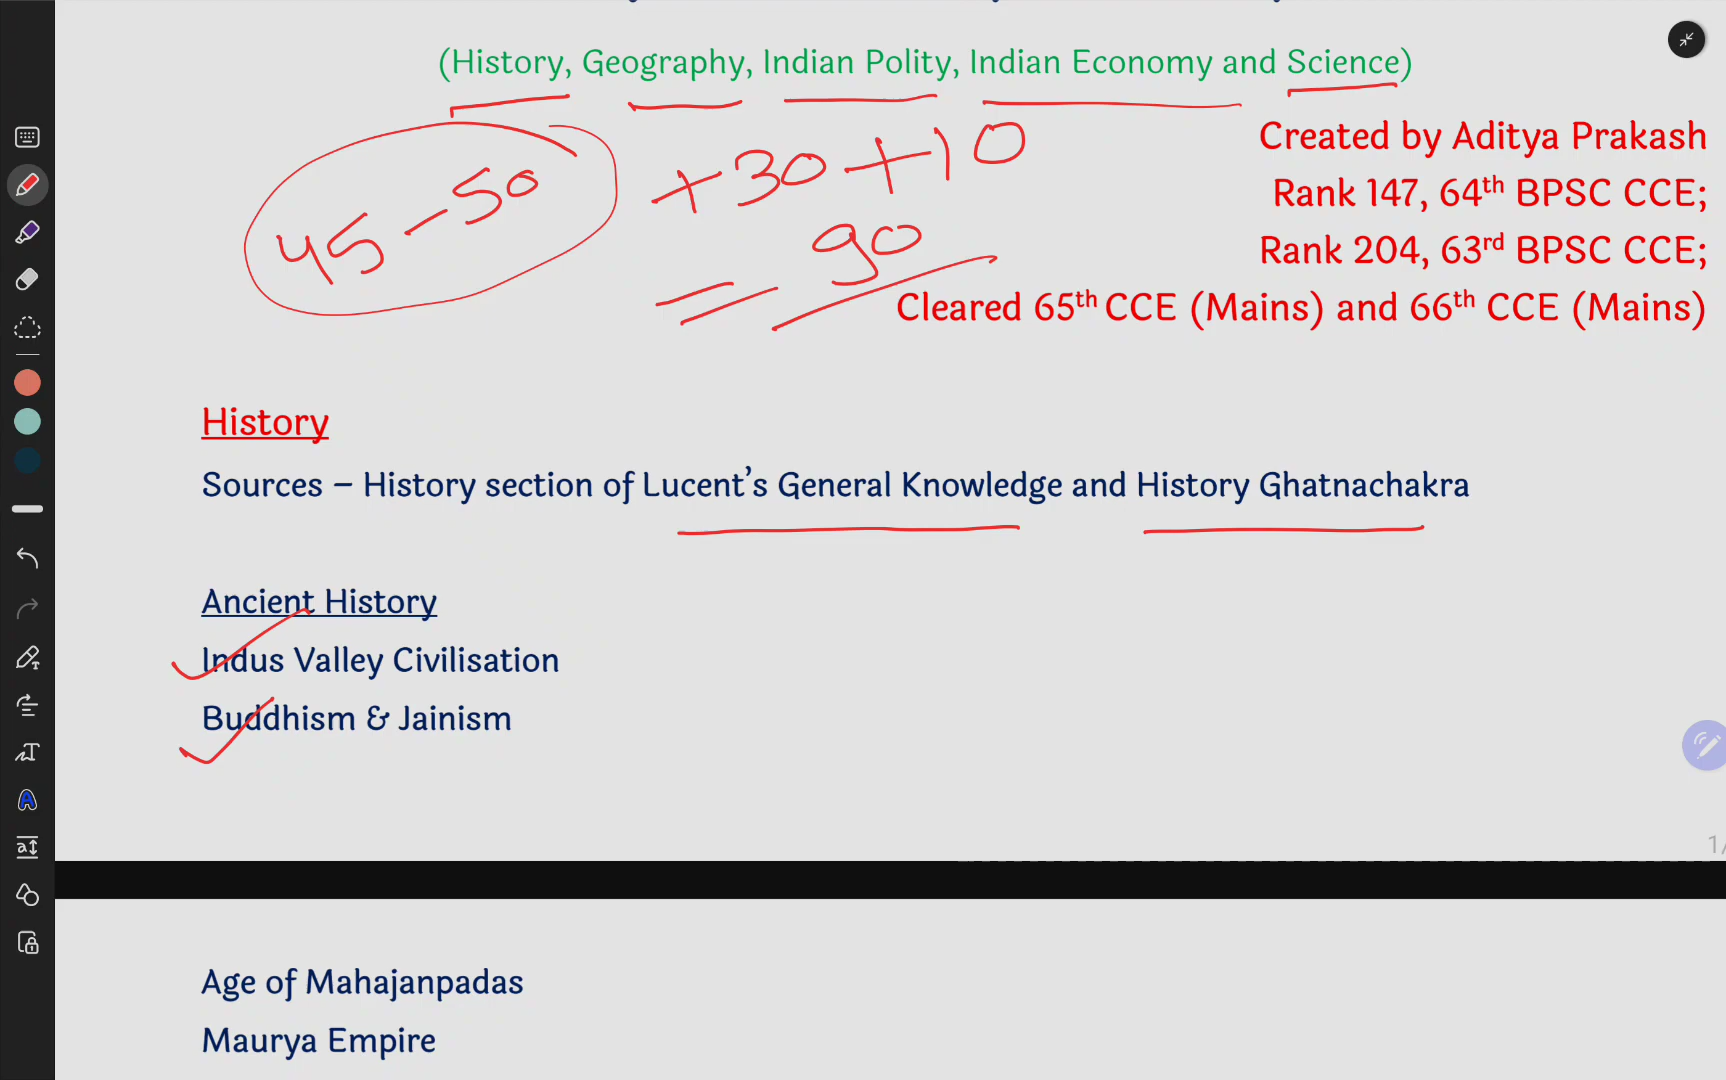 (History, Geography, Indian Polity, Indian Economy and Science)
45-50 +30+10
= 90
Created by Aditya Prakash
Rank 147, 64th BPSC CCE;
Rank 204, 63rd BPSC CCE;
Cleared 65th CCE (Mains) and 66th CCE (Mains)
History
Sources – History section of Lucent's General Knowledge and History Ghatnachakra
Ancient History
Indus Valley Civilisation
Buddhism & Jainism
1/
Age of Mahajanpadas
Maurya Empire